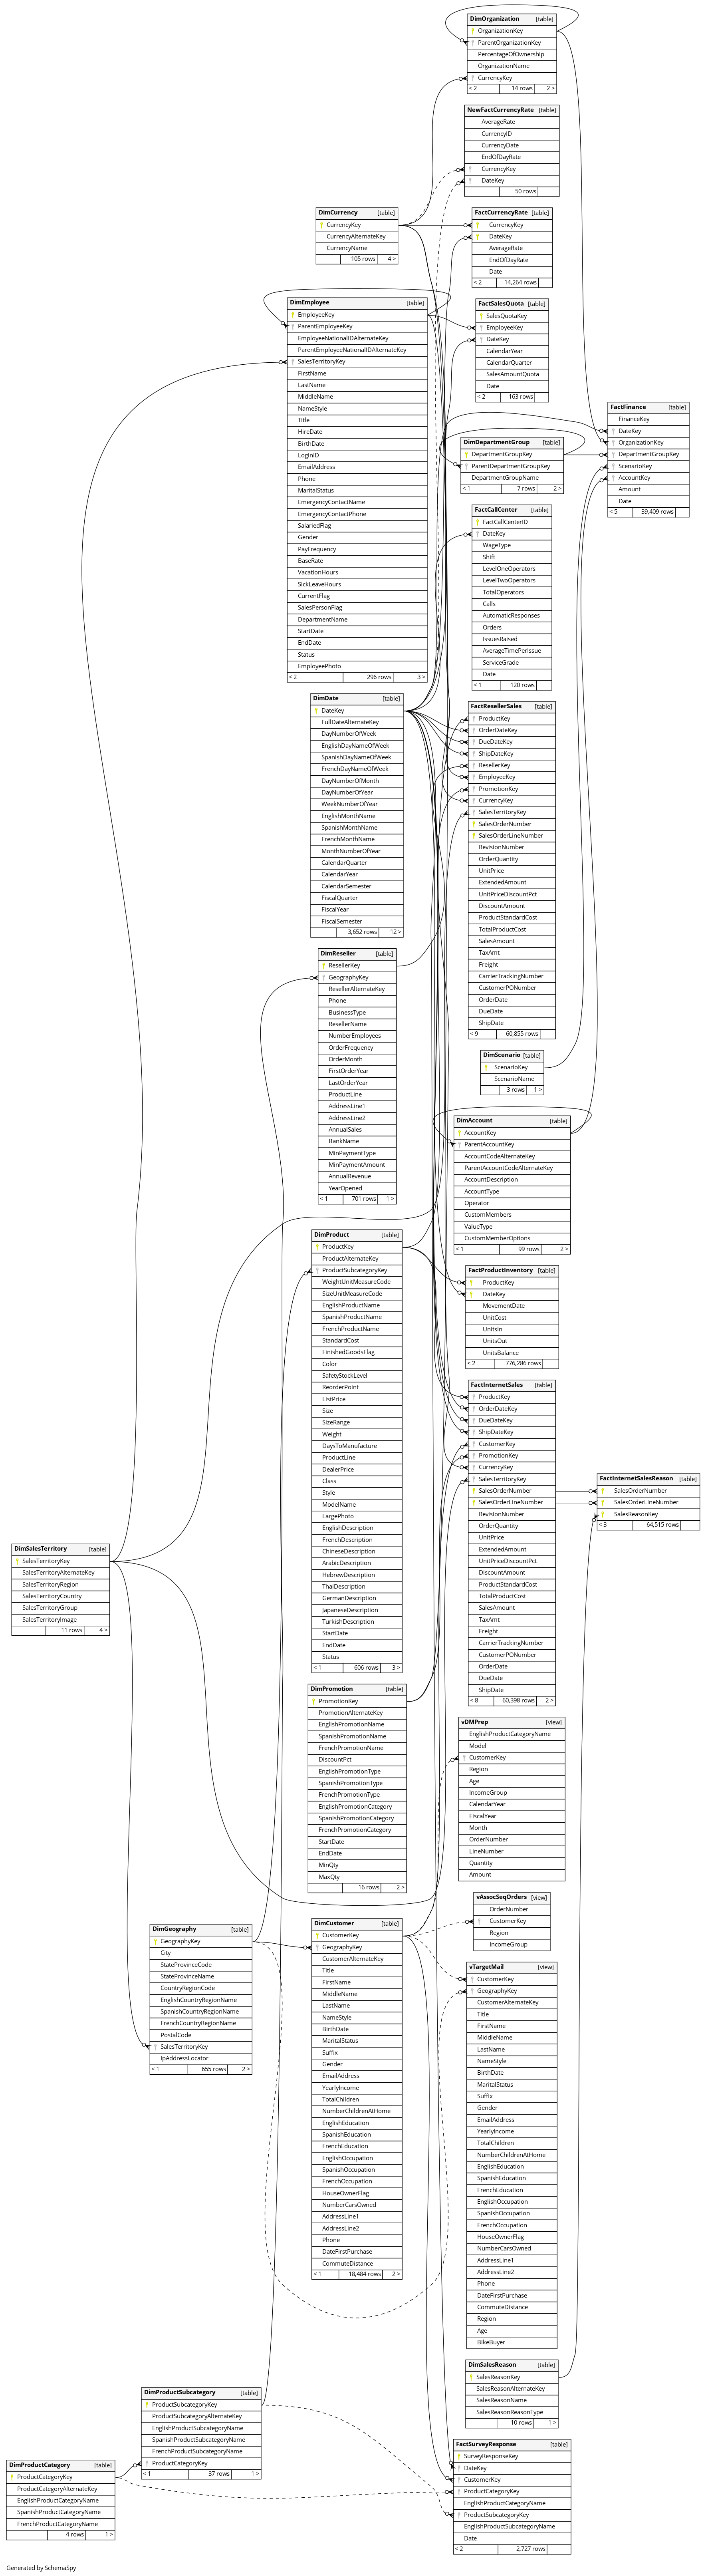 DimOrganization [table]
OrganizationKey
ParentOrganizationKey
PercentageOfOwnership
OrganizationName
CurrencyKey
< 2 14 rows 2 >
NewFactCurrencyRate [table]
AverageRate
CurrencyID
CurrencyDate
EndOfDayRate
CurrencyKey
DateKey
50 rows
DimCurrency [table]
CurrencyKey
CurrencyAlternateKey
CurrencyName
105 rows 4 >
FactCurrencyRate [table]
CurrencyKey
DateKey
AverageRate
EndOfDayRate
Date
< 2 14,264 rows
DimEmployee [table]
EmployeeKey
ParentEmployeeKey
EmployeeNationalIDAlternateKey
ParentEmployeeNationalIDAlternateKey
SalesTerritoryKey
FirstName
LastName
MiddleName
NameStyle
Title
HireDate
BirthDate
LoginID
EmailAddress
Phone
MaritalStatus
EmergencyContactName
EmergencyContactPhone
SalariedFlag
Gender
PayFrequency
BaseRate
VacationHours
SickLeaveHours
CurrentFlag
SalesPersonFlag
DepartmentName
StartDate
EndDate
Status
EmployeePhoto
< 2 296 rows 3 >
FactSalesQuota [table]
SalesQuotaKey
EmployeeKey
DateKey
CalendarYear
CalendarQuarter
SalesAmountQuota
Date
< 2 163 rows
FactFinance [table]
FinanceKey
DateKey
OrganizationKey
DepartmentGroupKey
ScenarioKey
AccountKey
Amount
Date
< 5 39,409 rows
DimDepartmentGroup [table]
DepartmentGroupKey
ParentDepartmentGroupKey
DepartmentGroupName
< 1 7 rows 2 >
FactCallCenter [table]
FactCallCenterID
DateKey
WageType
Shift
LevelOneOperators
LevelTwoOperators
TotalOperators
Calls
AutomaticResponses
Orders
IssuesRaised
AverageTimePerIssue
ServiceGrade
Date
< 1 120 rows
DimDate [table]
DateKey
FullDateAlternateKey
DayNumberOfWeek
EnglishDayNameOfWeek
SpanishDayNameOfWeek
FrenchDayNameOfWeek
DayNumberOfMonth
DayNumberOfYear
WeekNumberOfYear
EnglishMonthName
SpanishMonthName
FrenchMonthName
MonthNumberOfYear
CalendarQuarter
CalendarYear
CalendarSemester
FiscalQuarter
FiscalYear
FiscalSemester
3,652 rows 12 >
FactResellerSales [table]
ProductKey
OrderDateKey
DueDateKey
ShipDateKey
ResellerKey
EmployeeKey
PromotionKey
CurrencyKey
SalesTerritoryKey
SalesOrderNumber
SalesOrderLineNumber
RevisionNumber
OrderQuantity
UnitPrice
ExtendedAmount
UnitPriceDiscountPct
DiscountAmount
ProductStandardCost
TotalProductCost
SalesAmount
TaxAmt
Freight
CarrierTrackingNumber
CustomerPONumber
OrderDate
DueDate
ShipDate
< 9 60,855 rows
DimReseller [table]
ResellerKey
GeographyKey
ResellerAlternateKey
Phone
BusinessType
ResellerName
NumberEmployees
OrderFrequency
OrderMonth
FirstOrderYear
LastOrderYear
ProductLine
AddressLine1
AddressLine2
AnnualSales
BankName
MinPaymentType
MinPaymentAmount
AnnualRevenue
YearOpened
< 1 701 rows 1 >
DimScenario [table]
ScenarioKey
ScenarioName
3 rows 1 >
DimAccount [table]
AccountKey
ParentAccountKey
AccountCodeAlternateKey
ParentAccountCodeAlternateKey
AccountDescription
AccountType
Operator
CustomMembers
ValueType
CustomMemberOptions
< 1 99 rows 2 >
DimProduct [table]
ProductKey
ProductAlternateKey
ProductSubcategoryKey
WeightUnitMeasureCode
SizeUnitMeasureCode
EnglishProductName
SpanishProductName
FrenchProductName
StandardCost
FinishedGoodsFlag
Color
SafetyStockLevel
ReorderPoint
ListPrice
Size
SizeRange
Weight
DaysToManufacture
ProductLine
DealerPrice
Class
Style
ModelName
LargePhoto
EnglishDescription
FrenchDescription
ChineseDescription
ArabicDescription
HebrewDescription
ThaiDescription
GermanDescription
JapaneseDescription
TurkishDescription
StartDate
EndDate
Status
< 1 606 rows 3 >
FactProductInventory [table]
ProductKey
DateKey
MovementDate
UnitCost
UnitsIn
UnitsOut
UnitsBalance
< 2 776,286 rows
FactInternetSales [table]
ProductKey
OrderDateKey
DueDateKey
ShipDateKey
CustomerKey
PromotionKey
CurrencyKey
SalesTerritoryKey
SalesOrderNumber
SalesOrderLineNumber
RevisionNumber
OrderQuantity
UnitPrice
ExtendedAmount
UnitPriceDiscountPct
DiscountAmount
ProductStandardCost
TotalProductCost
SalesAmount
TaxAmt
Freight
CarrierTrackingNumber
CustomerPONumber
OrderDate
DueDate
ShipDate
< 8 60,398 rows 2 >
FactInternetSalesReason [table]
SalesOrderNumber
SalesOrderLineNumber
SalesReasonKey
< 3 64,515 rows
DimSalesTerritory [table]
SalesTerritoryKey
SalesTerritoryAlternateKey
SalesTerritoryRegion
SalesTerritoryCountry
SalesTerritoryGroup
SalesTerritoryImage
11 rows 4 >
DimPromotion [table]
PromotionKey
PromotionAlternateKey
EnglishPromotionName
SpanishPromotionName
FrenchPromotionName
DiscountPct
EnglishPromotionType
SpanishPromotionType
FrenchPromotionType
EnglishPromotionCategory
SpanishPromotionCategory
FrenchPromotionCategory
StartDate
EndDate
MinQty
MaxQty
16 rows 2 >
vDMPrep [view]
EnglishProductCategoryName
Model
CustomerKey
Region
Age
IncomeGroup
CalendarYear
FiscalYear
Month
OrderNumber
LineNumber
Quantity
Amount
vAssocSeqOrders [view]
OrderNumber
CustomerKey
Region
IncomeGroup
DimGeography [table]
GeographyKey
City
StateProvinceCode
StateProvinceName
CountryRegionCode
EnglishCountryRegionName
SpanishCountryRegionName
FrenchCountryRegionName
PostalCode
SalesTerritoryKey
IpAddressLocator
< 1 655 rows 2 >
DimCustomer [table]
CustomerKey
GeographyKey
CustomerAlternateKey
Title
FirstName
MiddleName
LastName
NameStyle
BirthDate
MaritalStatus
Suffix
Gender
EmailAddress
YearlyIncome
TotalChildren
NumberChildrenAtHome
EnglishEducation
SpanishEducation
FrenchEducation
EnglishOccupation
SpanishOccupation
FrenchOccupation
HouseOwnerFlag
NumberCarsOwned
AddressLine1
AddressLine2
Phone
DateFirstPurchase
CommuteDistance
< 1 18,484 rows 2 >
vTargetMail [view]
CustomerKey
GeographyKey
CustomerAlternateKey
Title
FirstName
MiddleName
LastName
NameStyle
BirthDate
MaritalStatus
Suffix
Gender
EmailAddress
YearlyIncome
TotalChildren
NumberChildrenAtHome
EnglishEducation
SpanishEducation
FrenchEducation
EnglishOccupation
SpanishOccupation
FrenchOccupation
HouseOwnerFlag
NumberCarsOwned
AddressLine1
AddressLine2
Phone
DateFirstPurchase
CommuteDistance
Region
Age
BikeBuyer
DimSalesReason [table]
SalesReasonKey
SalesReasonAlternateKey
SalesReasonName
SalesReasonReasonType
10 rows 1 >
DimProductSubcategory [table]
ProductSubcategoryKey
ProductSubcategoryAlternateKey
EnglishProductSubcategoryName
SpanishProductSubcategoryName
FrenchProductSubcategoryName
ProductCategoryKey
< 1 37 rows 1 >
DimProductCategory [table]
ProductCategoryKey
ProductCategoryAlternateKey
EnglishProductCategoryName
SpanishProductCategoryName
FrenchProductCategoryName
4 rows 1 >
FactSurveyResponse [table]
SurveyResponseKey
DateKey
CustomerKey
ProductCategoryKey
EnglishProductCategoryName
ProductSubcategoryKey
EnglishProductSubcategoryName
Date
< 2 2,727 rows
Generated by SchemaSpy